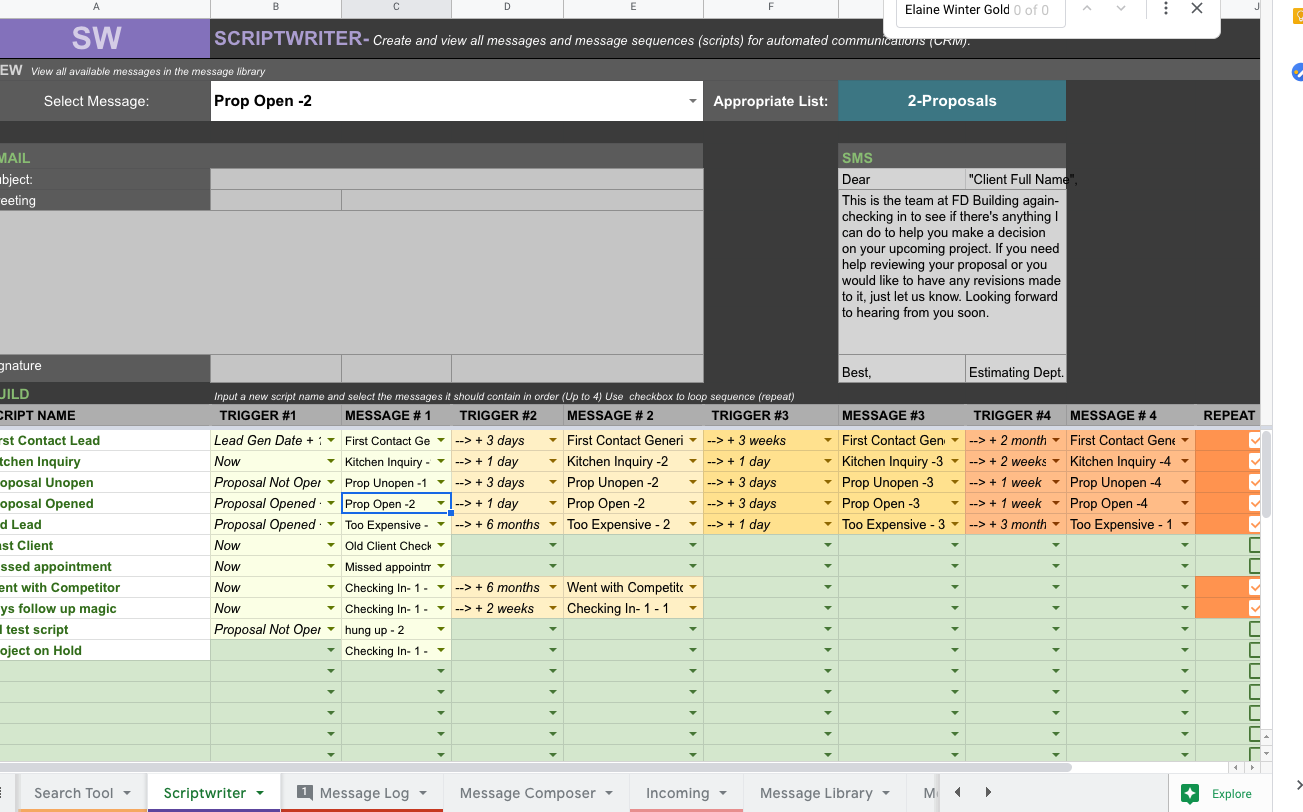 Elaine Winter Gold 0 of 0
A B C D E F J
SW SCRIPTWRITER- Create and view all messages and message sequences (scripts) for automated communications (CRM).
EW View all available messages in the message library
Select Message: Prop Open -2 Appropriate List: 2-Proposals
MAIL SMS
bject: Dear "Client Full Name",
eeting
This is the team at FD Building again-
checking in to see if there's anything I
can do to help you make a decision
on your upcoming project. If you need
help reviewing your proposal or you
would like to have any revisions made
to it, just let us know. Looking forward
to hearing from you soon.
gnature Best, Estimating Dept.
UILD Input a new script name and select the messages it should contain in order (Up to 4) Use checkbox to loop sequence (repeat)
CRIPT NAME TRIGGER #1 MESSAGE # 1 TRIGGER #2 MESSAGE # 2 TRIGGER #3 MESSAGE #3 TRIGGER #4 MESSAGE # 4 REPEAT
rst Contact Lead Lead Gen Date + First Contact Ge --> + 3 days First Contact Generi --> + 3 weeks First Contact Gen --> + 2 month First Contact Gene
tchen Inquiry Now Kitchen Inquiry - --> + 1 day Kitchen Inquiry -2 --> + 1 day Kitchen Inquiry -3 --> + 2 weeks Kitchen Inquiry -4
oposal Unopen Proposal Not Oper Prop Unopen -1 --> + 3 days Prop Unopen -2 --> + 3 days Prop Unopen -3 --> + 1 week Prop Unopen -4
oposal Opened Proposal Opened Prop Open -2 --> + 1 day Prop Open -2 --> + 3 days Prop Open -3 --> + 1 week Prop Open -4
d Lead Proposal Opened Too Expensive - --> + 6 months Too Expensive - 2 --> + 1 day Too Expensive - 3 --> + 3 month Too Expensive - 1
st Client Now Old Client Check
ssed appointment Now Missed appointm
ent with Competitor Now Checking In- 1 - --> + 6 months Went with Competito
ys follow up magic Now Checking In- 1 - --> + 2 weeks Checking In- 1 - 1
l test script Proposal Not Oper hung up - 2
oject on Hold Checking In- 1 -
Search Tool Scriptwriter 1 Message Log Message Composer Incoming Message Library Explore